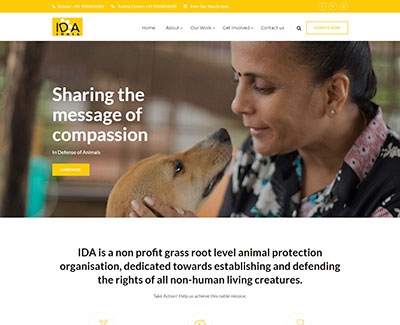 IDA
INDIA
Home About Our Work Get Involved Contact us
DONATE NOW
Sharing the
message of
compassion
In Defense of Animals
LEARN MORE
IDA is a non profit grass root level animal protection
organisation, dedicated towards establishing and defending
the rights of all non-human living creatures.
Take Action! Help us achieve this noble mission.